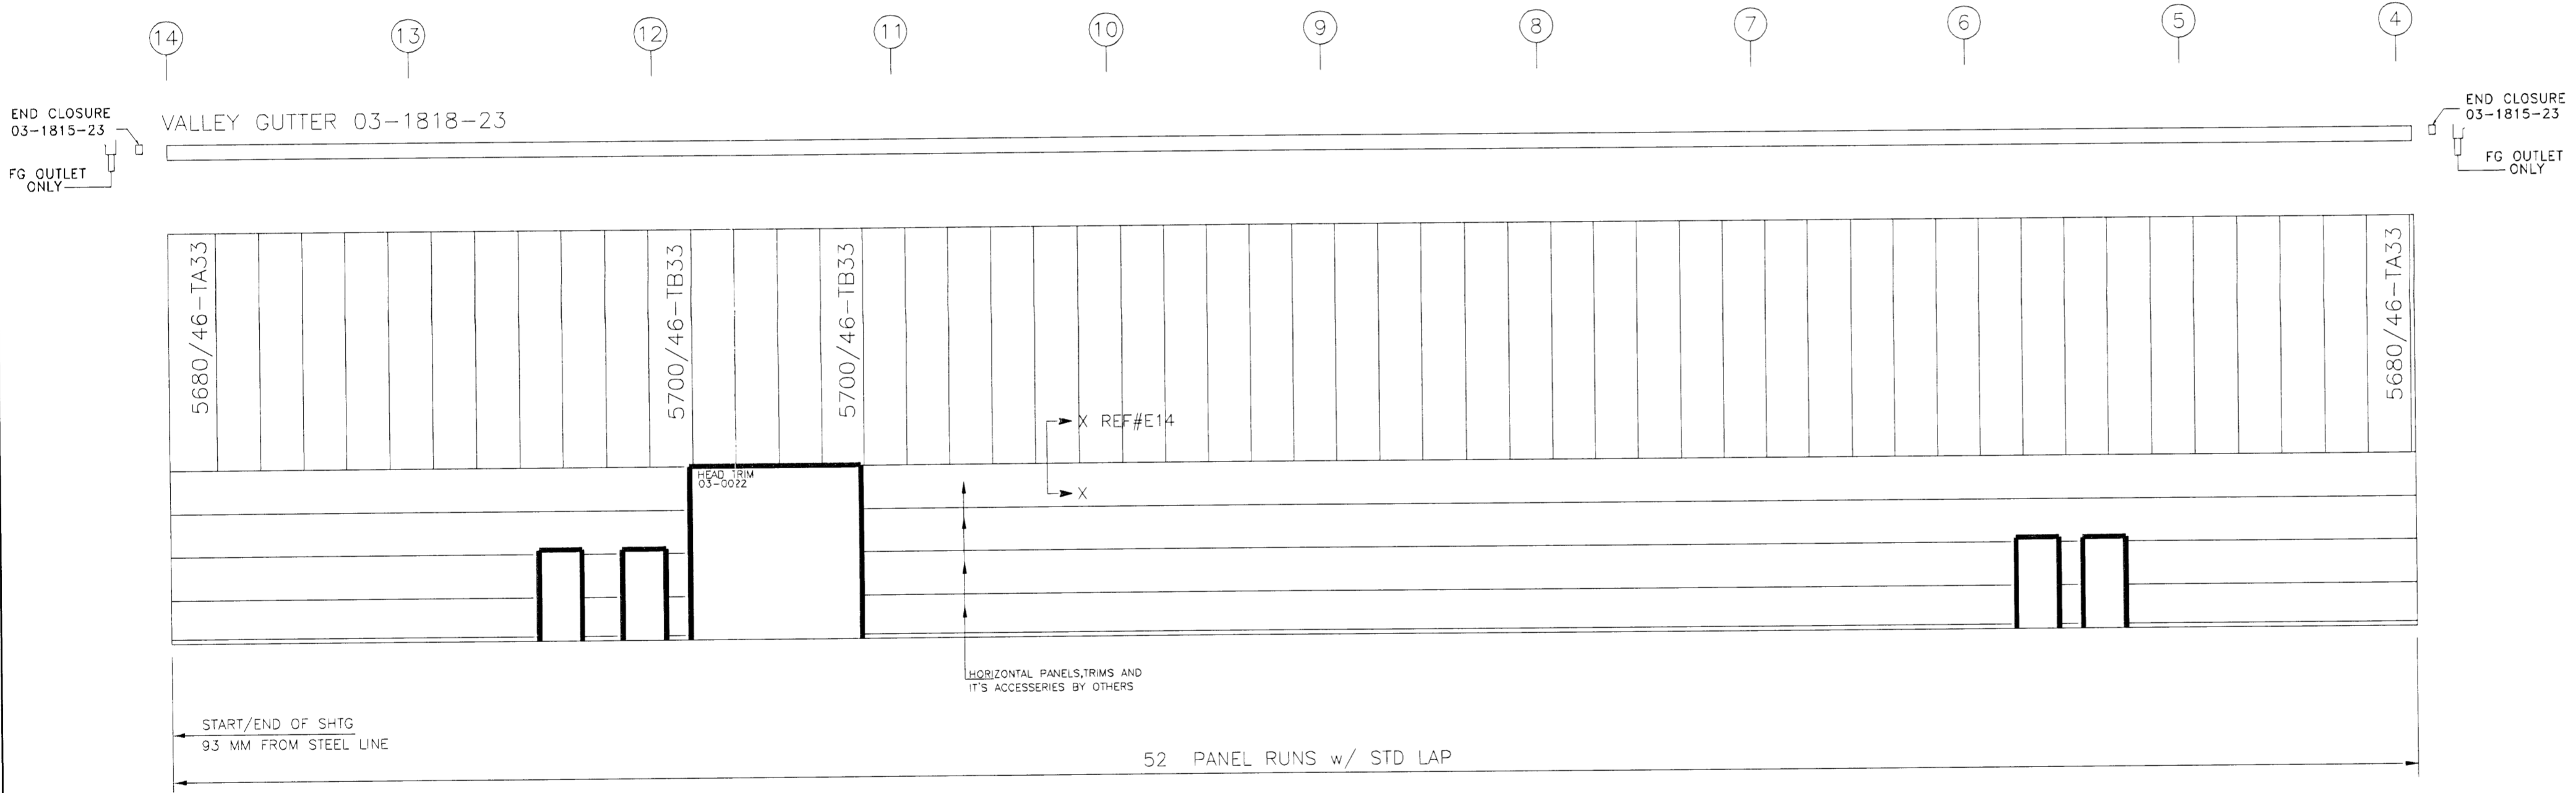 14
13
12
11
10
9
8
7
6
5
4
END CLOSURE
03-1815-23
VALLEY GUTTER 03-1818-23
END CLOSURE
03-1815-23
FG OUTLET
ONLY
FG OUTLET
ONLY
5680/46-TA33
5700/46-TB33
5700/46-TB33
5680/46-TA33
X REF#E14
HEAD TRIM
03-0022
X
HORIZONTAL PANELS,TRIMS AND
IT'S ACCESSERIES BY OTHERS
START/END OF SHTG
93 MM FROM STEEL LINE
52 PANEL RUNS w/ STD LAP